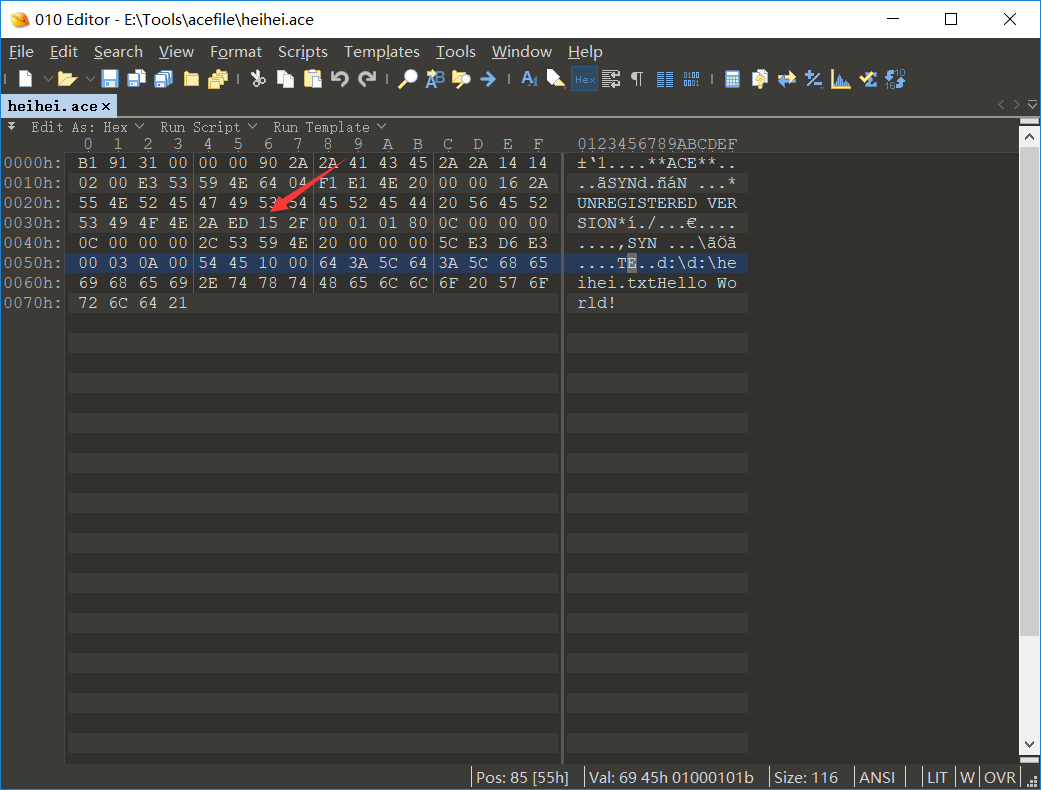 010 Editor - E:\Tools\acefile\heihei.ace
File Edit Search View Format Scripts Templates Tools Window Help
heihei.ace ×
Edit As: Hex Run Script Run Template
0 1 2 3 4 5 6 7 8 9 A B C D E F 0123456789ABCDEF
0000h: B1 91 31 00 00 00 90 2A 2A 41 43 45 2A 2A 14 14 ±‘1....**ACE**..
0010h: 02 00 E3 53 59 4E 64 04 F1 E1 4E 20 00 00 16 2A ..ãSYNd.ñáN ...*
0020h: 55 4E 52 45 47 49 53 54 45 52 45 44 20 56 45 52 UNREGISTERED VER
0030h: 53 49 4F 4E 2A ED 15 2F 00 01 01 80 0C 00 00 00 SION*í./...€....
0040h: 0C 00 00 00 2C 53 59 4E 20 00 00 00 5C E3 D6 E3 ....,SYN ...\ãÖã
0050h: 00 03 0A 00 54 45 10 00 64 3A 5C 64 3A 5C 68 65 ....TE..d:\d:\he
0060h: 69 68 65 69 2E 74 78 74 48 65 6C 6C 6F 20 57 6F ihei.txtHello Wo
0070h: 72 6C 64 21 rld!
Pos: 85 [55h] Val: 69 45h 01000101b Size: 116 ANSI LIT W OVR